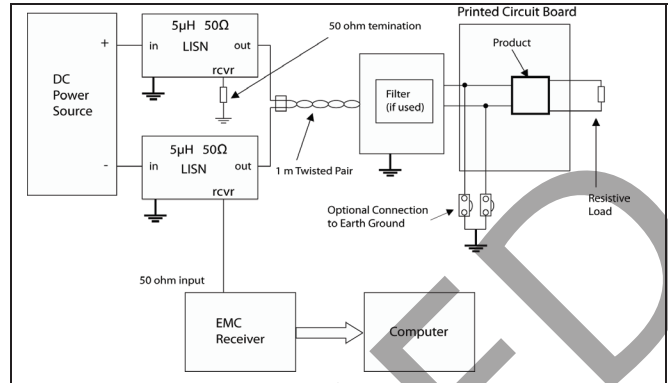 Printed Circuit Board
5µH 50Ω
LISN
in
out
rcvr
+
50 ohm temination
Product
DC
Power
Source
Filter
(if used)
5µH 50Ω
LISN
-
in
out
rcvr
1 m Twisted Pair
Optional Connection
to Earth Ground
Resistive
Load
50 ohm input
EMC
Receiver
Computer